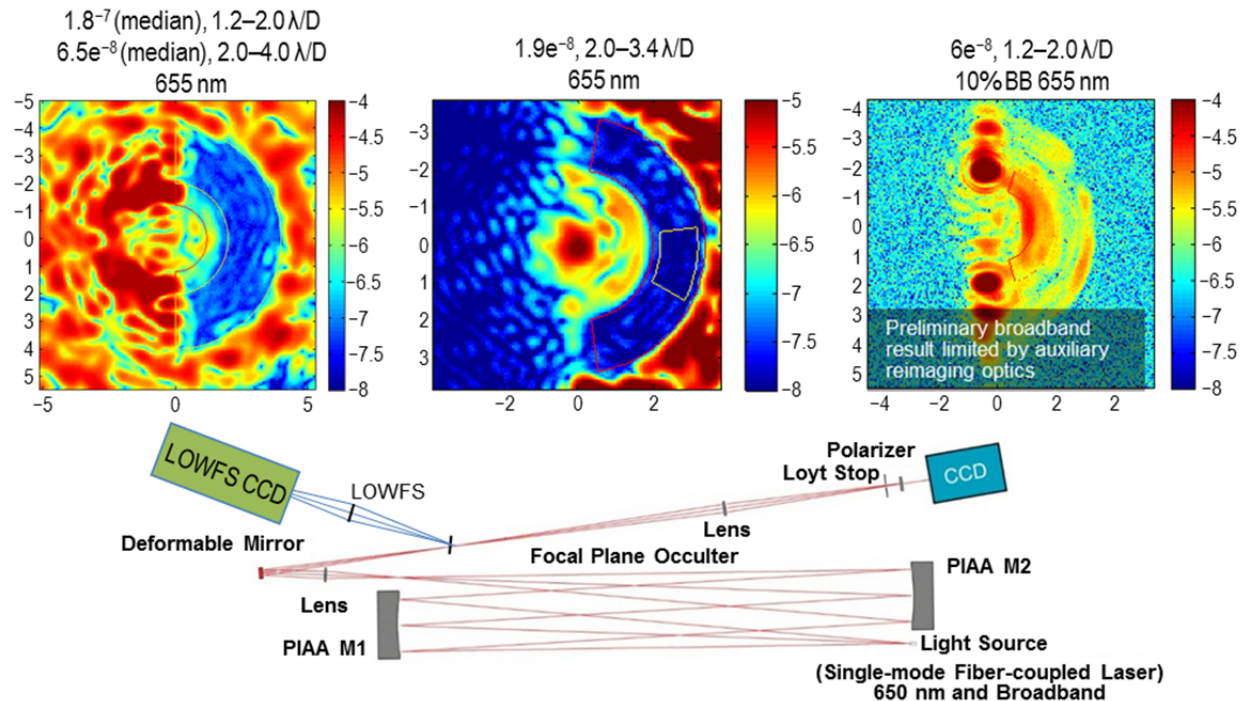 1.8⁻⁷ (median), 1.2–2.0 λ/D
6.5e⁻⁸ (median), 2.0–4.0 λ/D
655 nm
−5
−4
−3
−2
−1
0
1
2
3
4
5
−5
0
5
−4
−4.5
−5
−5.5
−6
−6.5
−7
−7.5
−8
1.9e⁻⁸, 2.0–3.4 λ/D
655 nm
−3
−2
−1
0
1
2
3
−2
0
2
−5
−5.5
−6
−6.5
−7
−7.5
−8
6e⁻⁸, 1.2–2.0 λ/D
10% BB 655 nm
−4
−3
−2
−1
0
1
2
3
4
5
−4
−2
0
2
−4
−4.5
−5
−5.5
−6
−6.5
−7
−7.5
−8
Preliminary broadband
result limited by auxiliary
reimaging optics
LOWFS CCD
LOWFS
Deformable Mirror
Lens
PIAA M1
Focal Plane Occulter
Lens
Polarizer
Loyt Stop
CCD
PIAA M2
Light Source
(Single-mode Fiber-coupled Laser)
650 nm and Broadband